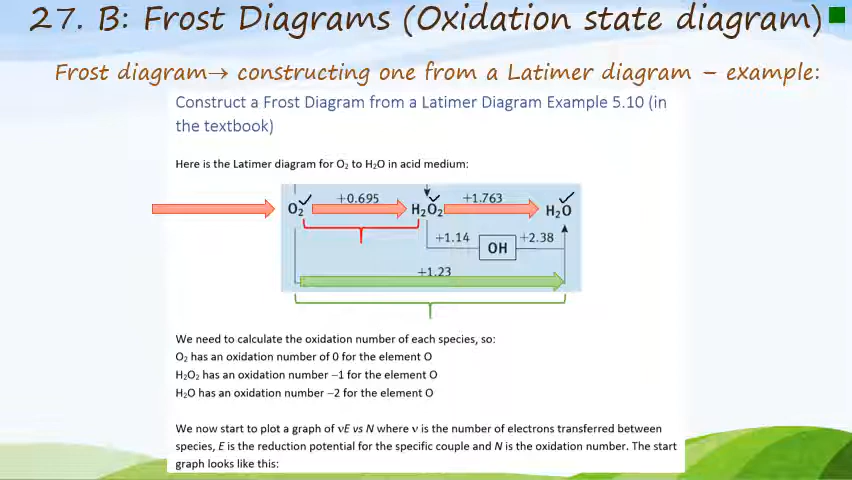 27. B: Frost Diagrams (Oxidation state diagram)
Frost diagram→ constructing one from a Latimer diagram – example:
Construct a Frost Diagram from a Latimer Diagram Example 5.10 (in
the textbook)
Here is the Latimer diagram for O₂ to H₂O in acid medium:
+0.695 +1.763
O₂ H₂O₂ H₂O
+1.14 OH +2.38
+1.23
We need to calculate the oxidation number of each species, so:
O₂ has an oxidation number of 0 for the element O
H₂O₂ has an oxidation number −1 for the element O
H₂O has an oxidation number −2 for the element O
We now start to plot a graph of νE vs N where ν is the number of electrons transferred between
species, E is the reduction potential for the specific couple and N is the oxidation number. The start
graph looks like this: